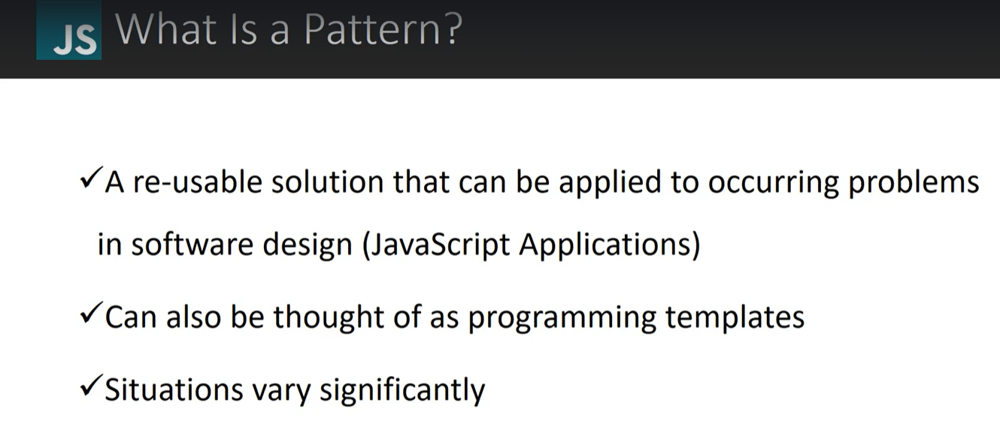 JS What Is a Pattern?
✓A re-usable solution that can be applied to occurring problems
in software design (JavaScript Applications)
✓Can also be thought of as programming templates
✓Situations vary significantly